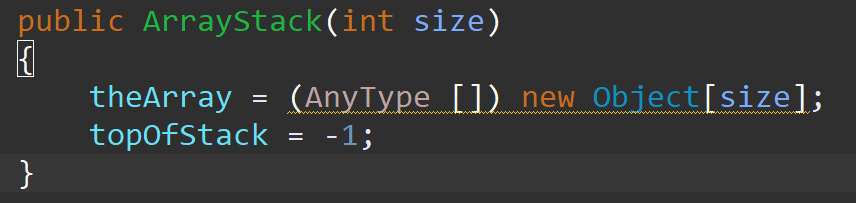 public ArrayStack(int size)
{
    theArray = (AnyType []) new Object[size];
    topOfStack = -1;
}